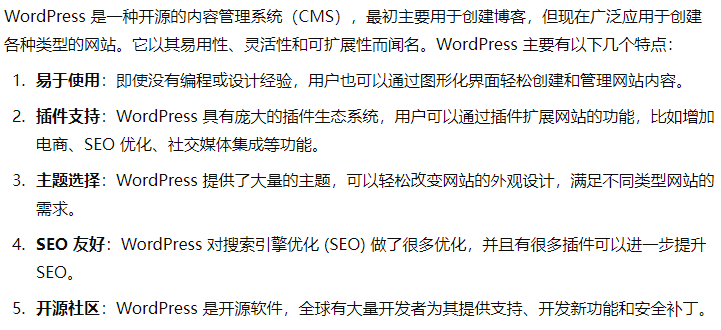 WordPress 是一种开源的内容管理系统（CMS），最初主要用于创建博客，但现在广泛应用于创建
各种类型的网站。它以其易用性、灵活性和可扩展性而闻名。WordPress 主要有以下几个特点：
1. 易于使用：即使没有编程或设计经验，用户也可以通过图形化界面轻松创建和管理网站内容。
2. 插件支持：WordPress 具有庞大的插件生态系统，用户可以通过插件扩展网站的功能，比如增加
电商、SEO 优化、社交媒体集成等功能。
3. 主题选择：WordPress 提供了大量的主题，可以轻松改变网站的外观设计，满足不同类型网站的
需求。
4. SEO 友好：WordPress 对搜索引擎优化 (SEO) 做了很多优化，并且有很多插件可以进一步提升
SEO。
5. 开源社区：WordPress 是开源软件，全球有大量开发者为其提供支持、开发新功能和安全补丁。